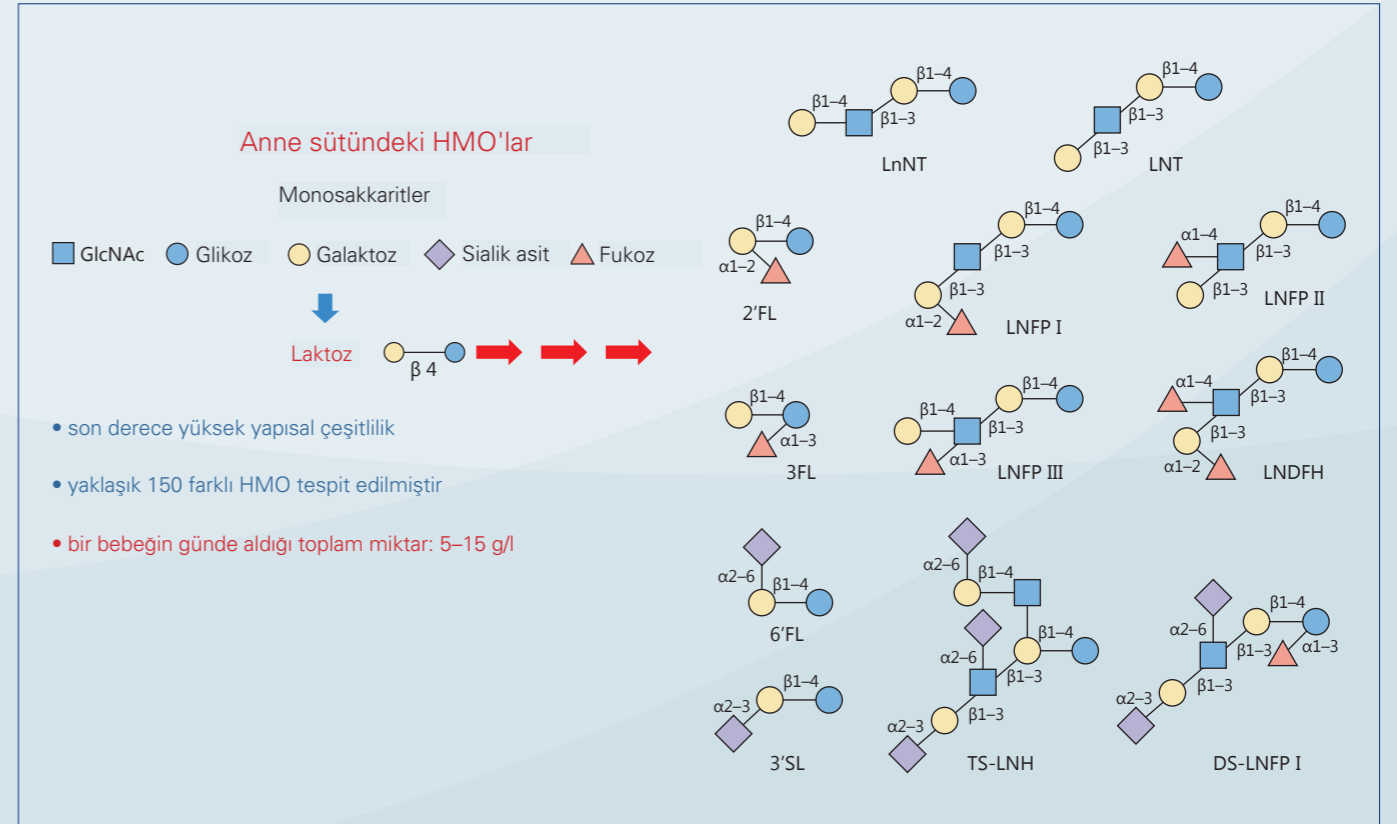 Anne sütündeki HMO'lar
Monosakkaritler
GlcNAc Glikoz Galaktoz Sialik asit Fukoz
Laktoz
β 4
• son derece yüksek yapısal çeşitlilik
• yaklaşık 150 farklı HMO tespit edilmiştir
• bir bebeğin günde aldığı toplam miktar: 5–15 g/l
β1–4
β1–4
β1–3
LnNT
β1–4
β1–3
β1–3
LNT
β1–4
α1–2
2'FL
β1–4
β1–3
β1–3
α1–2
LNFP I
β1–4
α1–4
β1–3
β1–3
LNFP II
β1–4
α1–3
3FL
β1–4
β1–4
β1–3
α1–3
LNFP III
β1–4
α1–4
β1–3
β1–3
α1–2
LNDFH
α2–6
β1–4
6'FL
β1–4
α2–3
3'SL
α2–6
β1–4
β1–4
α2–6
β1–3
β1–3
α2–3
TS-LNH
β1–4
α2–6
β1–3
α1–3
β1–3
α2–3
DS-LNFP I